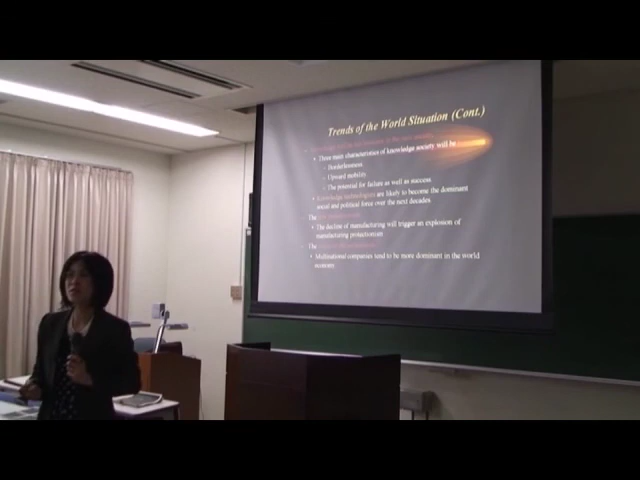 Trends of the World Situation (Cont.)
• Three main characteristics of knowledge society will be
– Borderlessness
– Upward mobility
– The potential for failure as well as success
• Knowledge technologists are likely to become the dominant
social and political force over the next decades.
– The
• The decline of manufacturing will trigger an explosion of
manufacturing protectionism
– The
• Multinational companies tend to be more dominant in the world
economy